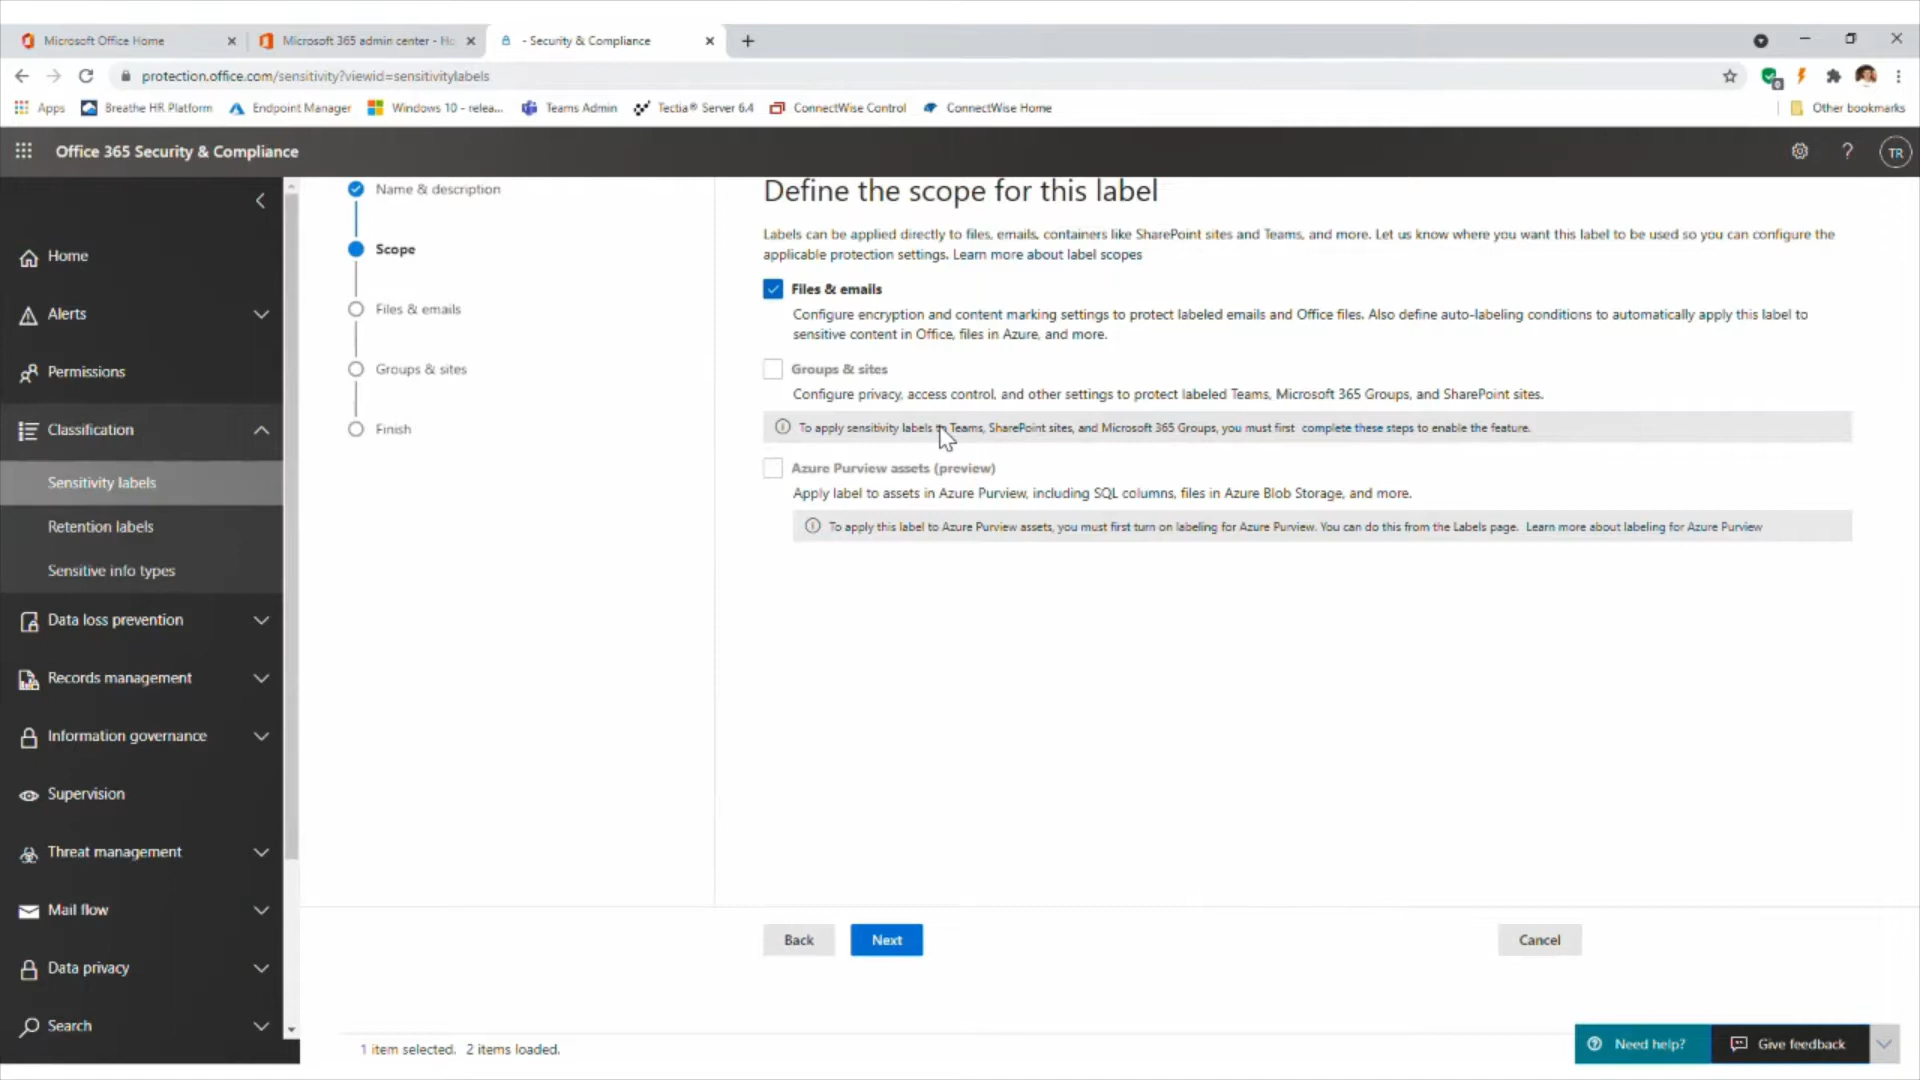 Microsoft Office Home
Microsoft 365 admin center - Ho
- Security & Compliance
protection.office.com/sensitivity?viewid=sensitivitylabels
Apps
Breathe HR Platform
Endpoint Manager
Windows 10 - relea...
Teams Admin
Tectia® Server 6.4
ConnectWise Control
ConnectWise Home
Other bookmarks
Office 365 Security & Compliance
?
TR
Home
Alerts
Permissions
Classification
Sensitivity labels
Retention labels
Sensitive info types
Data loss prevention
Records management
Information governance
Supervision
Threat management
Mail flow
Data privacy
Search
Name & description
Scope
Files & emails
Groups & sites
Finish
Define the scope for this label
Labels can be applied directly to files, emails, containers like SharePoint sites and Teams, and more. Let us know where you want this label to be used so you can configure the
applicable protection settings. Learn more about label scopes
Files & emails
Configure encryption and content marking settings to protect labeled emails and Office files. Also define auto-labeling conditions to automatically apply this label to
sensitive content in Office, files in Azure, and more.
Groups & sites
Configure privacy, access control, and other settings to protect labeled Teams, Microsoft 365 Groups, and SharePoint sites.
To apply sensitivity labels to Teams, SharePoint sites, and Microsoft 365 Groups, you must first complete these steps to enable the feature.
Azure Purview assets (preview)
Apply label to assets in Azure Purview, including SQL columns, files in Azure Blob Storage, and more.
To apply this label to Azure Purview assets, you must first turn on labeling for Azure Purview. You can do this from the Labels page. Learn more about labeling for Azure Purview
Back
Next
Cancel
1 item selected. 2 items loaded.
Need help?
Give feedback